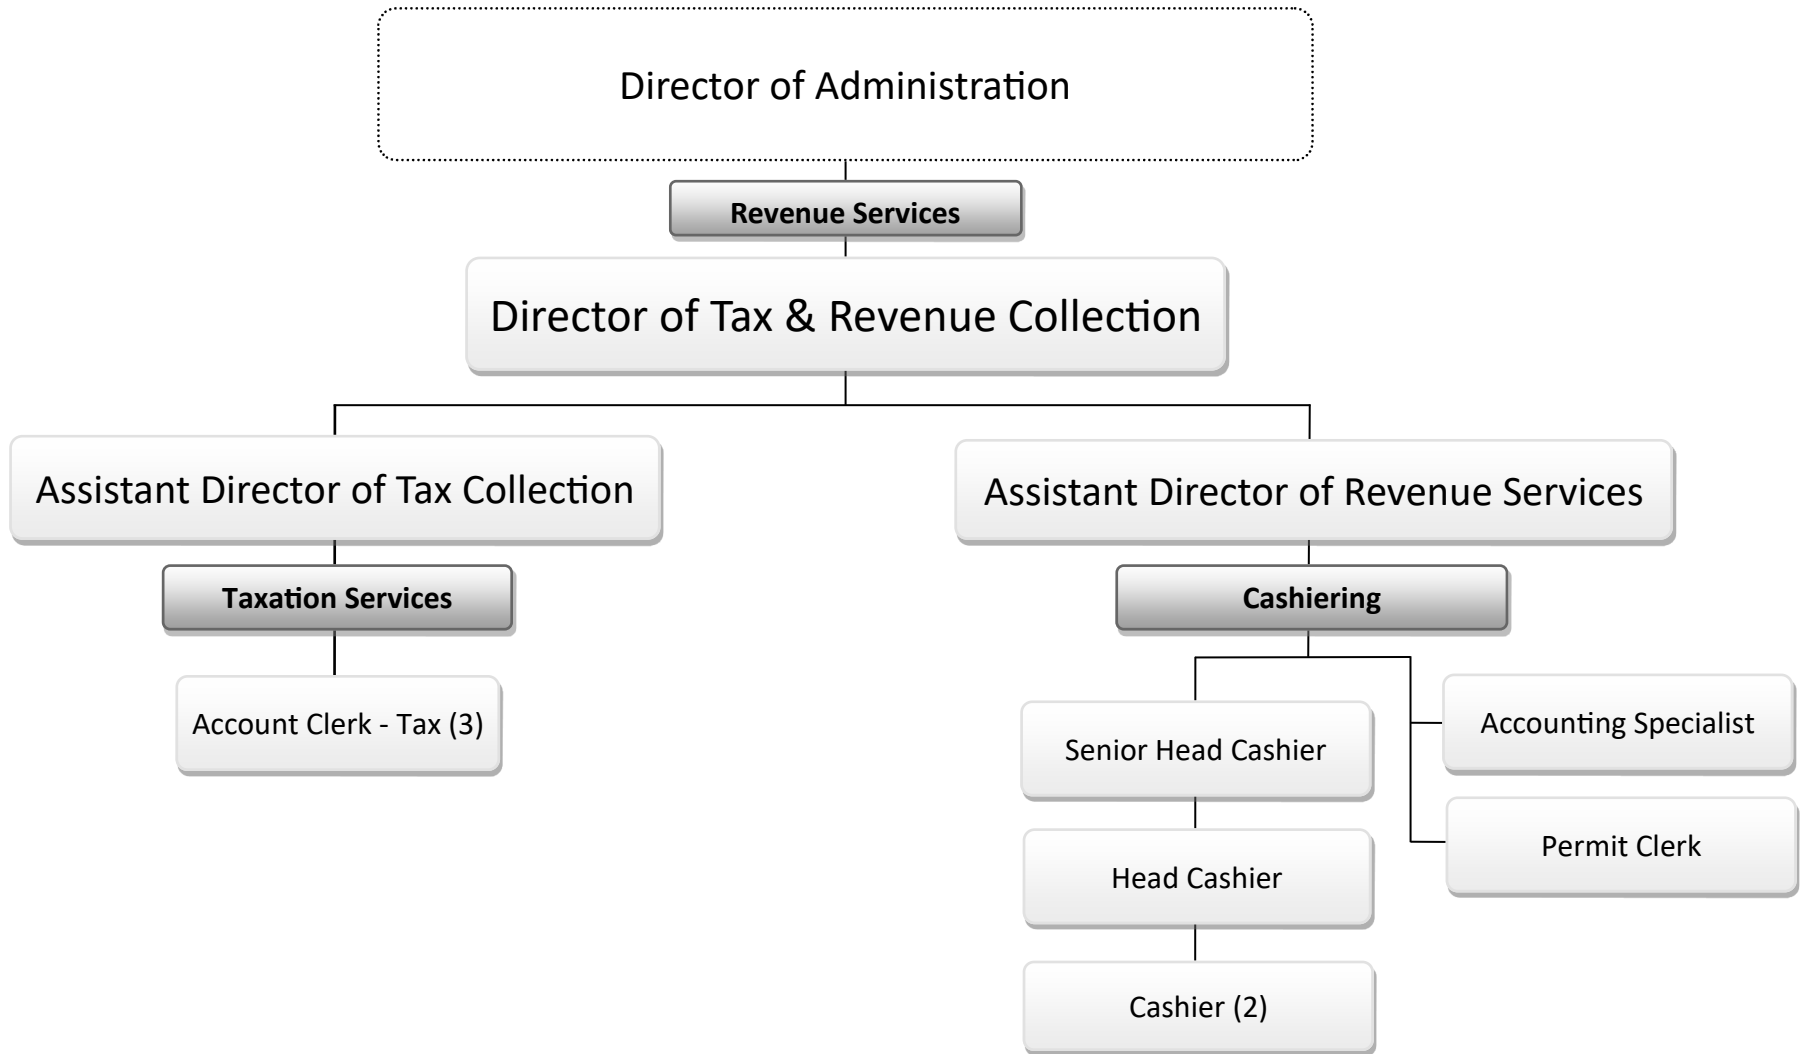 Director of Administration
Revenue Services
Director of Tax & Revenue Collection
Assistant Director of Tax Collection
Assistant Director of Revenue Services
Taxation Services
Cashiering
Account Clerk - Tax (3)
Senior Head Cashier
Accounting Specialist
Head Cashier
Permit Clerk
Cashier (2)